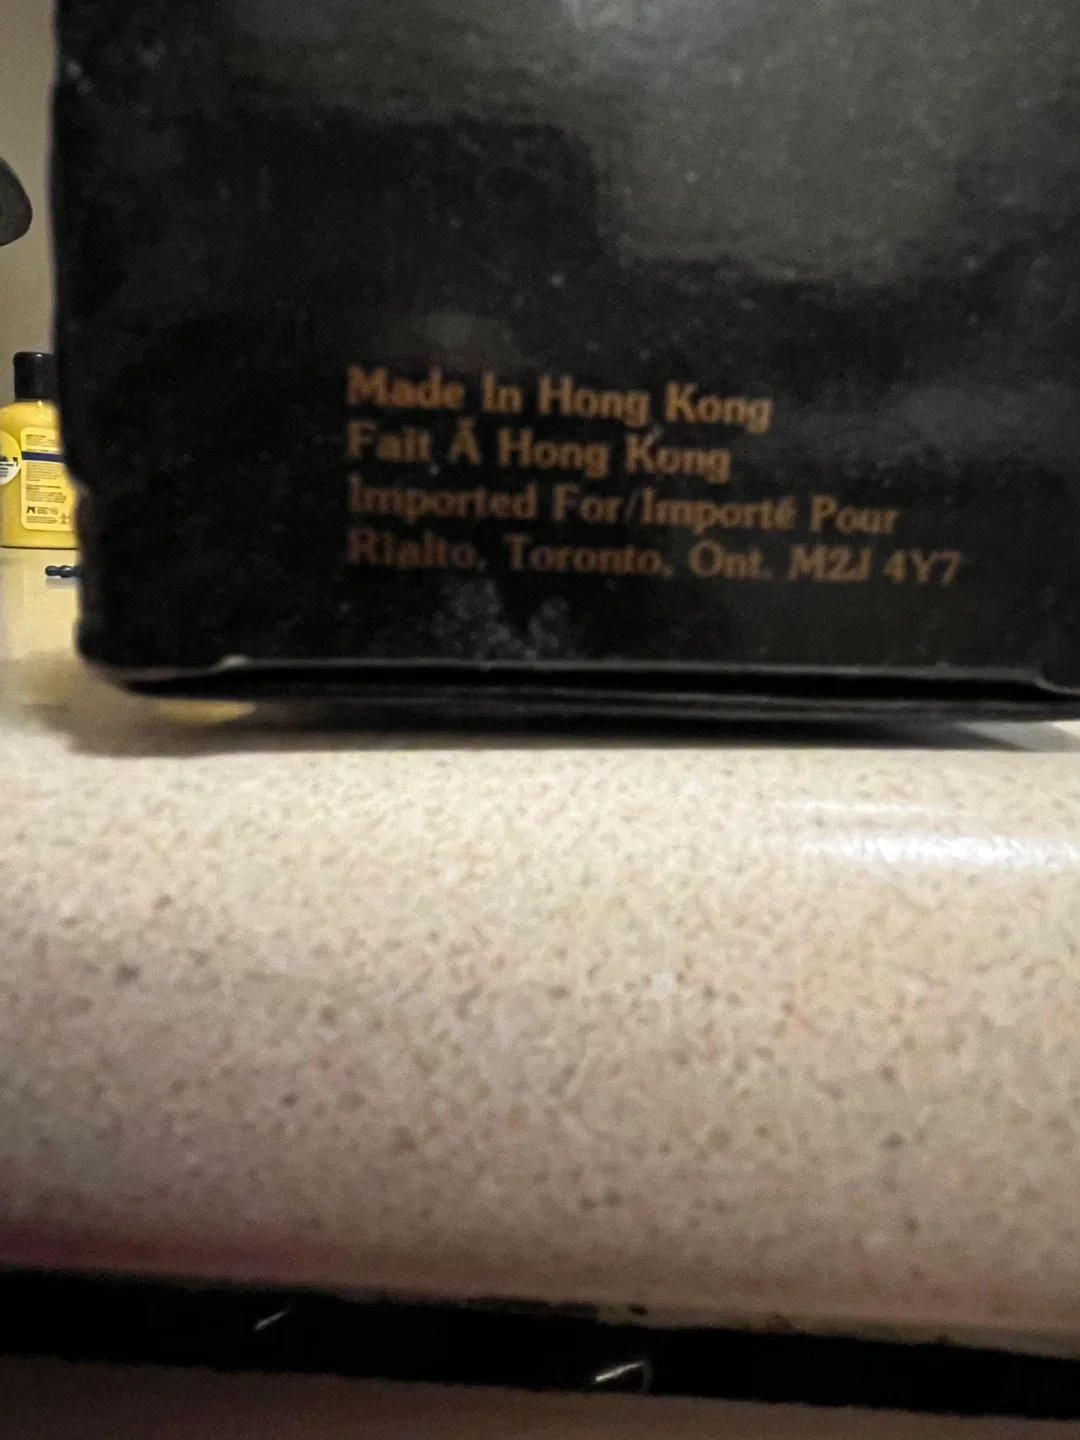 Made In Hong Kong
Fait À Hong Kong
Imported For/Importé Pour
Rialto, Toronto, Ont. M2J 4Y7